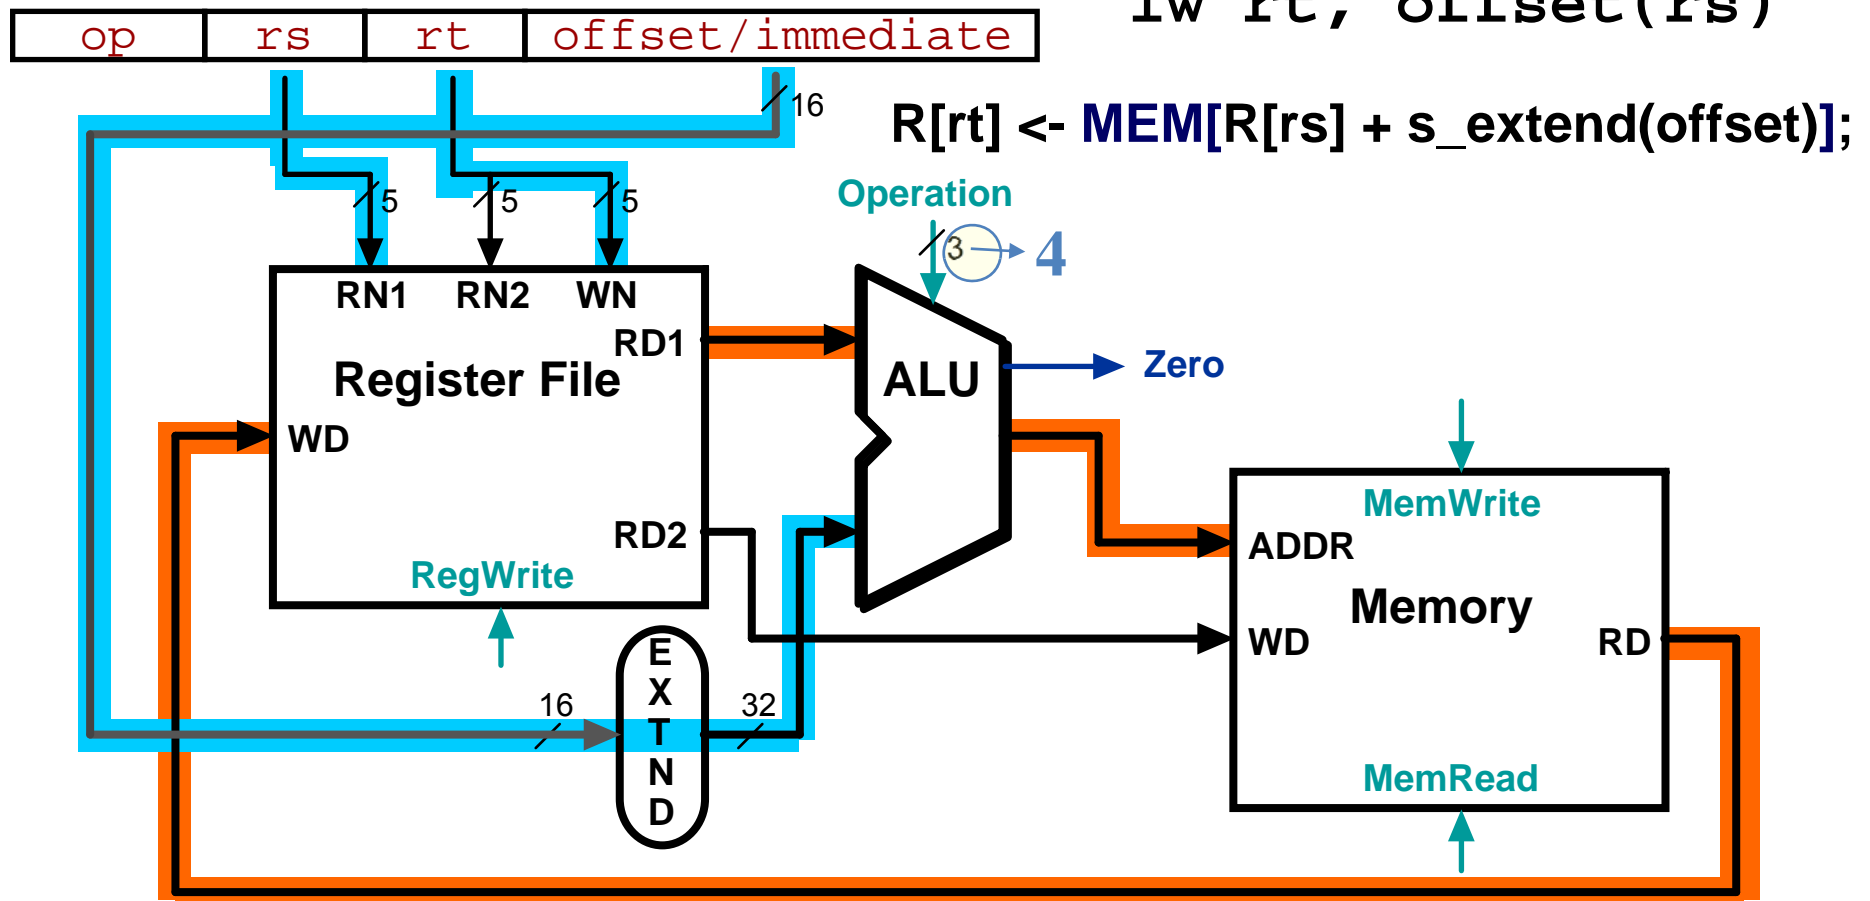 lw rt, offset(rs)
op rs rt offset/immediate
16
R[rt] <- MEM[R[rs] + s_extend(offset)];
5 5 5
Operation
3 4
RN1 RN2 WN
RD1
Register File
ALU
Zero
WD
MemWrite
RD2
ADDR
RegWrite
Memory
WD
RD
EXTND
16
32
MemRead